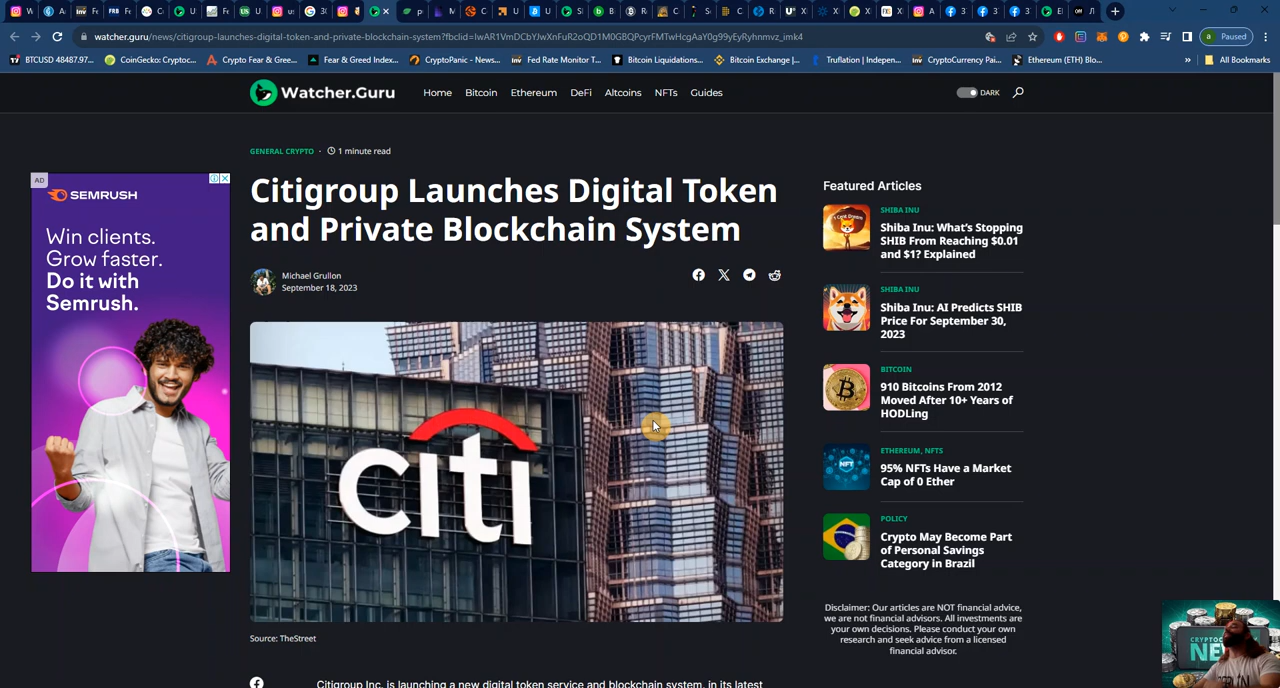 watcher.guru/news/citigroup-launches-digital-token-and-private-blockchain-system?fbclid=IwAR1VmDCbYJwXnFuR2oQD1M0GBQPcyrFMTwHcgAaY0g99yEyRyhnmvz_imk4
Paused
BTCUSD 48487.97...
CoinGecko: Cryptoc...
Crypto Fear & Gree...
Fear & Greed Index...
CryptoPanic - News...
Fed Rate Monitor T...
Bitcoin Liquidations...
Bitcoin Exchange |...
Truflation | Indepen...
CryptoCurrency Pai...
Ethereum (ETH) Blo...
All Bookmarks
Watcher.Guru
Home Bitcoin Ethereum DeFi Altcoins NFTs Guides
DARK
GENERAL CRYPTO · 1 minute read
Citigroup Launches Digital Token
and Private Blockchain System
Michael Grullon
September 18, 2023
AD
SEMRUSH
Win clients.
Grow faster.
Do it with
Semrush.
citi
Source: TheStreet
Citigroup Inc. is launching a new digital token service and blockchain system, in its latest
Featured Articles
SHIBA INU
Shiba Inu: What's Stopping
SHIB From Reaching $0.01
and $1? Explained
SHIBA INU
Shiba Inu: AI Predicts SHIB
Price For September 30,
2023
BITCOIN
910 Bitcoins From 2012
Moved After 10+ Years of
HODLing
NFT
ETHEREUM, NFTS
95% NFTs Have a Market
Cap of 0 Ether
POLICY
Crypto May Become Part
of Personal Savings
Category in Brazil
Disclaimer: Our articles are NOT financial advice,
we are not financial advisors. All investments are
your own decisions. Please conduct your own
research and seek advice from a licensed
financial advisor.